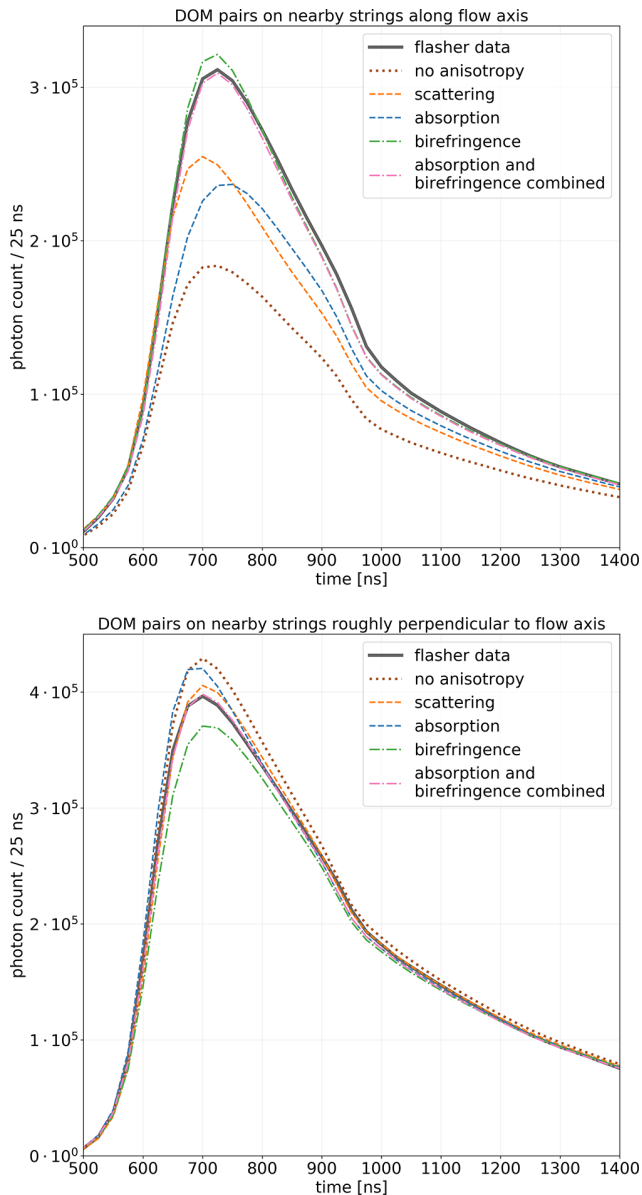 DOM pairs on nearby strings along flow axis
flasher data
no anisotropy
scattering
absorption
birefringence
absorption and
birefringence combined
photon count / 25 ns
3·10⁵
2·10⁵
1·10⁵
0·10⁰
500 600 700 800 900 1000 1100 1200 1300 1400
time [ns]
DOM pairs on nearby strings roughly perpendicular to flow axis
flasher data
no anisotropy
scattering
absorption
birefringence
absorption and
birefringence combined
photon count / 25 ns
4·10⁵
3·10⁵
2·10⁵
1·10⁵
0·10⁰
500 600 700 800 900 1000 1100 1200 1300 1400
time [ns]